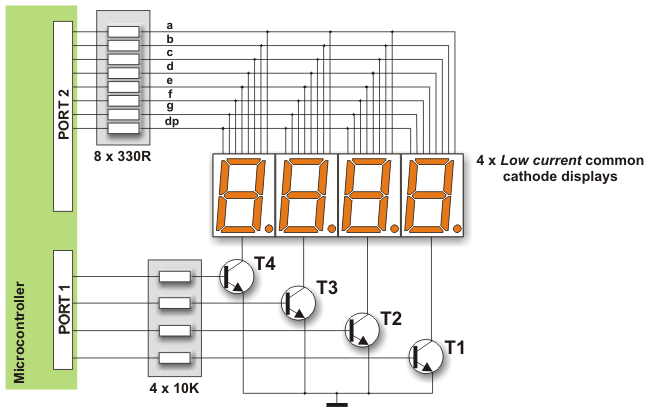 Microcontroller
PORT 2
a
b
c
d
e
f
g
dp
8 x 330R
4 x Low current common
cathode displays
PORT 1
T4
T3
T2
T1
4 x 10K